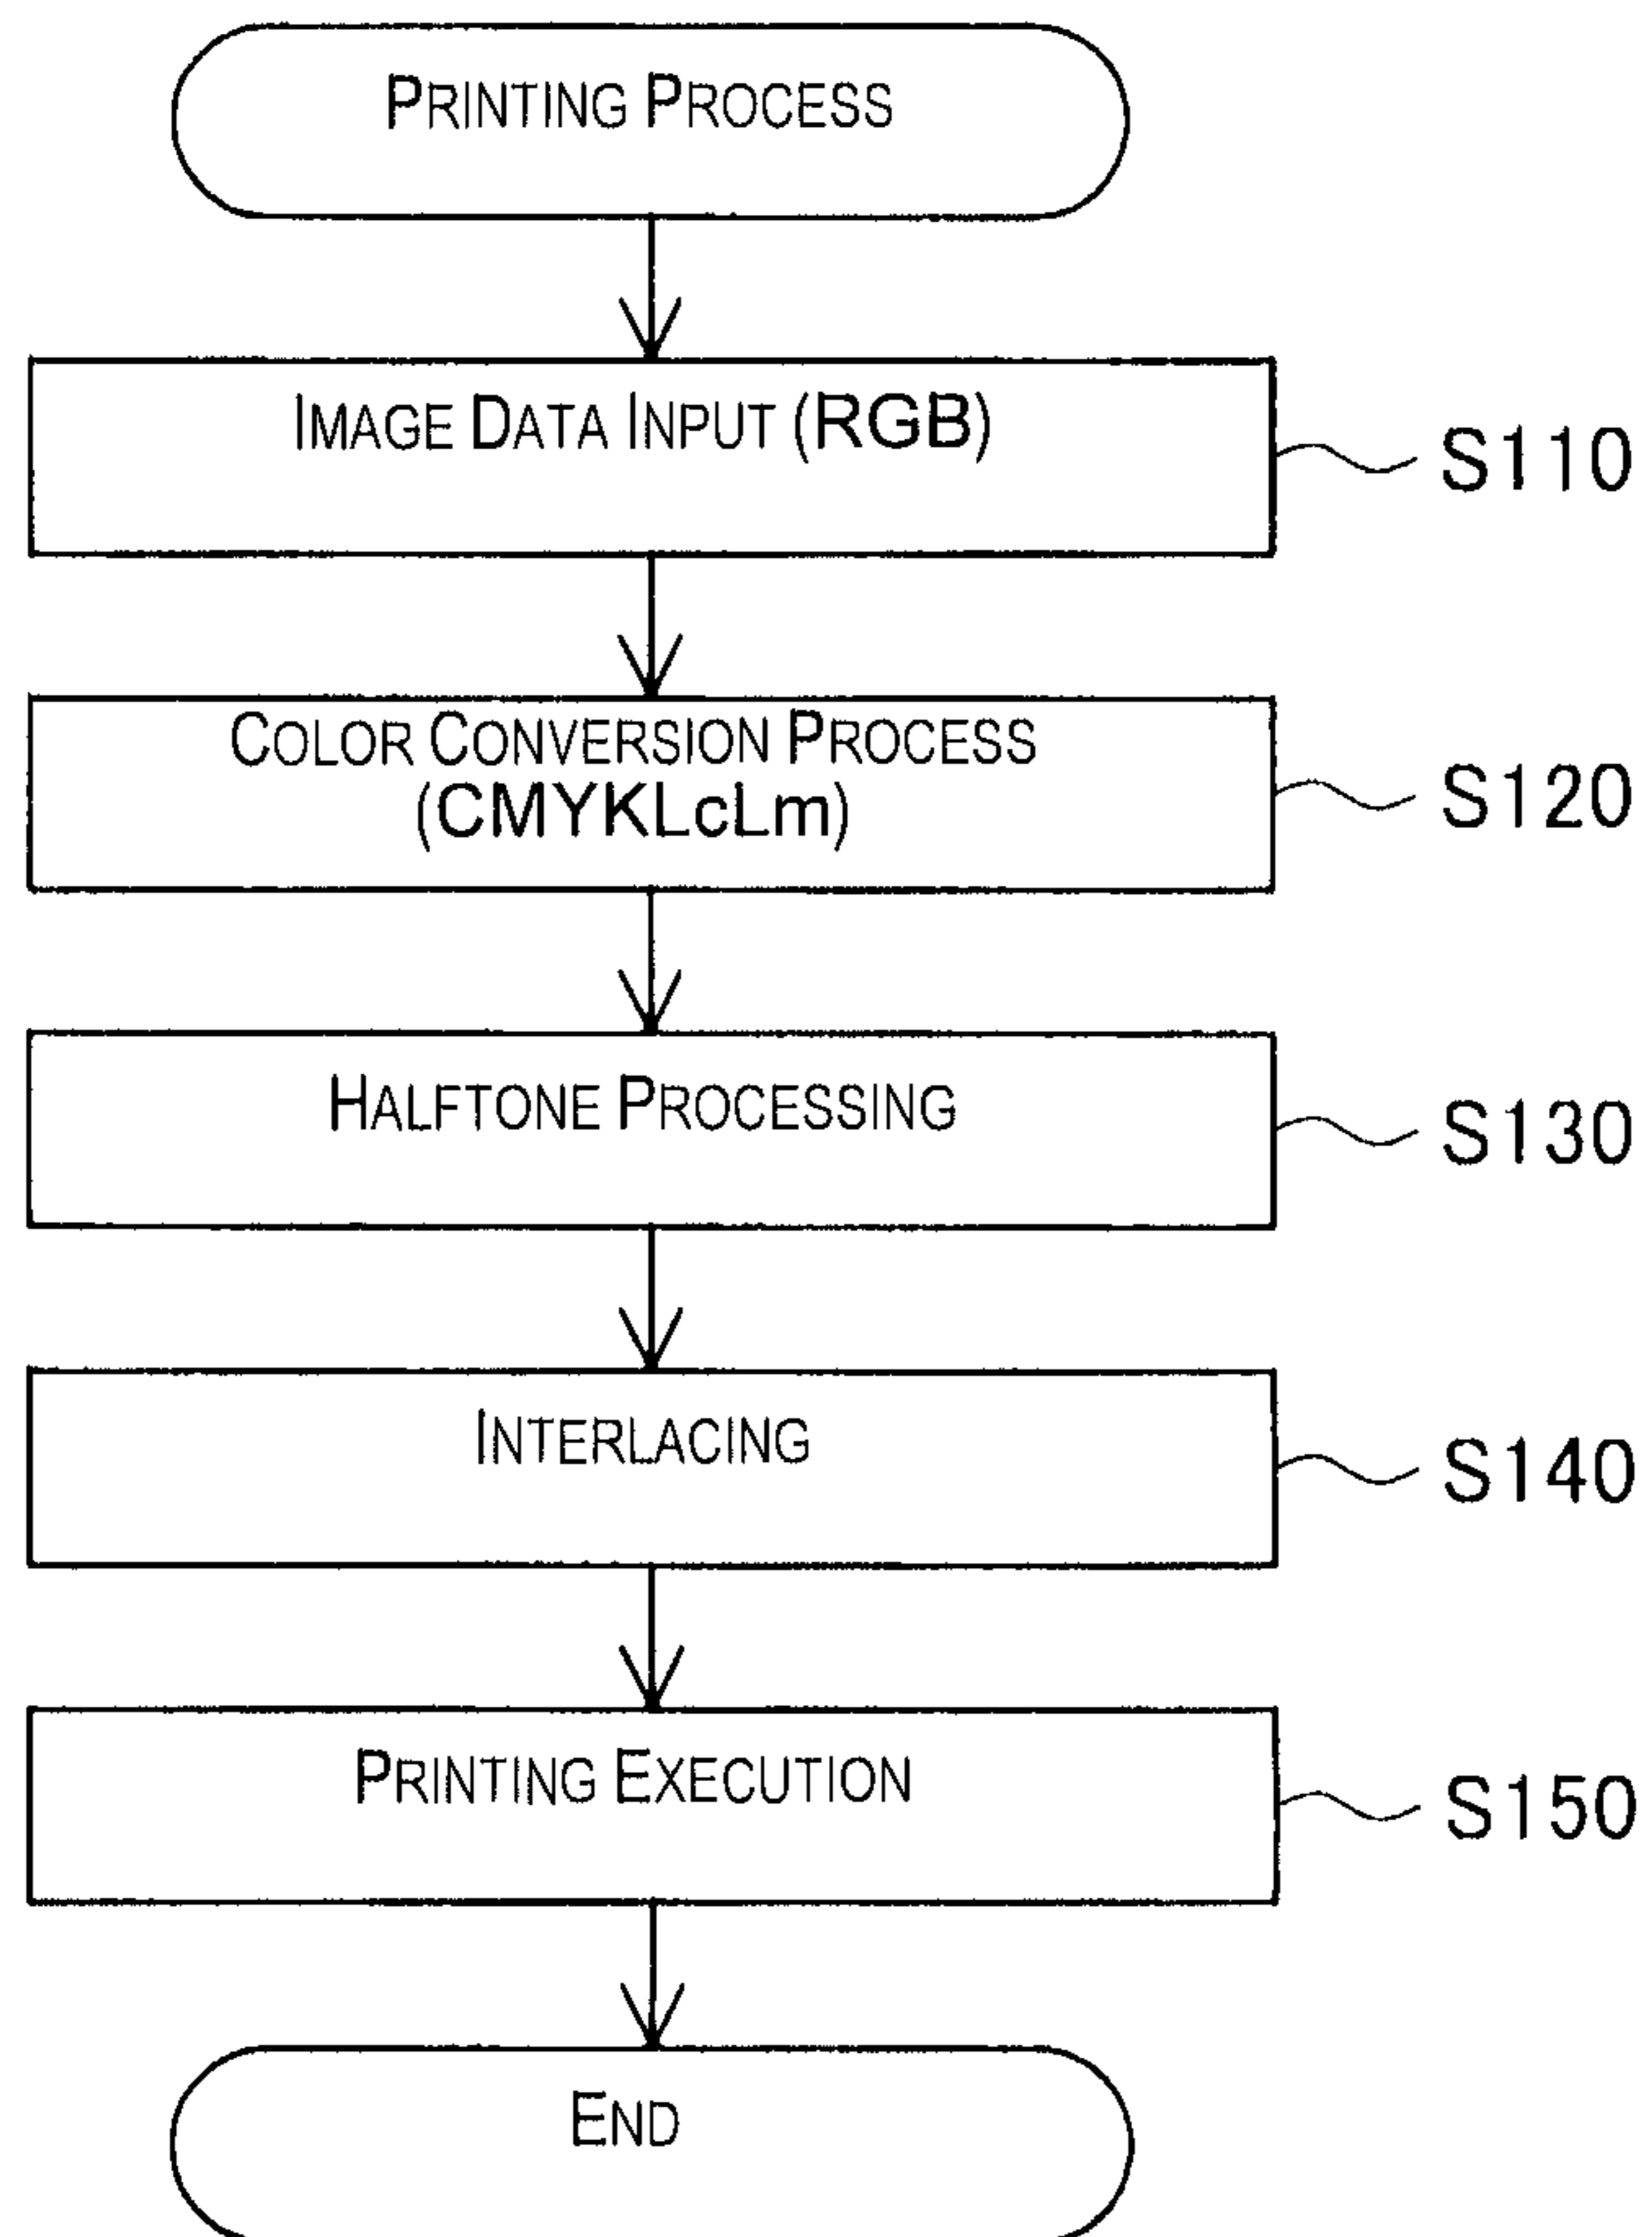 PRINTING PROCESS
IMAGE DATA INPUT (RGB)
S110
COLOR CONVERSION PROCESS
(CMYKLcLm)
S120
HALFTONE PROCESSING
S130
INTERLACING
S140
PRINTING EXECUTION
S150
END